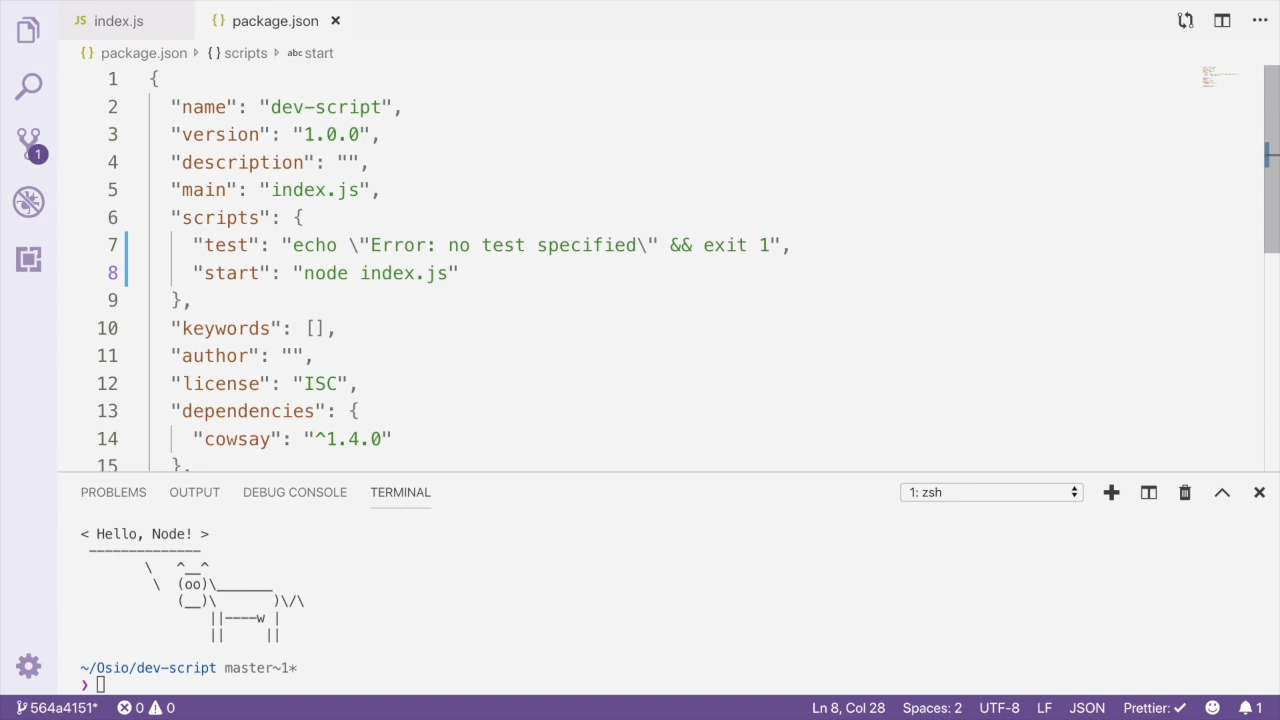 JS index.js
{} package.json ×
{} package.json › {} scripts › abc start
1 {
2 "name": "dev-script",
3 "version": "1.0.0",
4 "description": "",
5 "main": "index.js",
6 "scripts": {
7 "test": "echo \"Error: no test specified\" && exit 1",
8 "start": "node index.js"
9 },
10 "keywords": [],
11 "author": "",
12 "license": "ISC",
13 "dependencies": {
14 "cowsay": "^1.4.0"
15 },
1
PROBLEMS OUTPUT DEBUG CONSOLE TERMINAL 1: zsh
< Hello, Node! >
 --------------
        \   ^__^
         \  (oo)\_______
            (__)\       )\/\
                ||----w |
                ||     ||
~/Osio/dev-script master~1*
❯
564a4151* 0 0 Ln 8, Col 28 Spaces: 2 UTF-8 LF JSON Prettier: ✓ 1